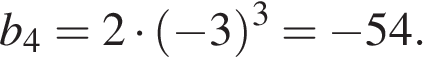 b₄ = 2 · (−3)³ = −54.